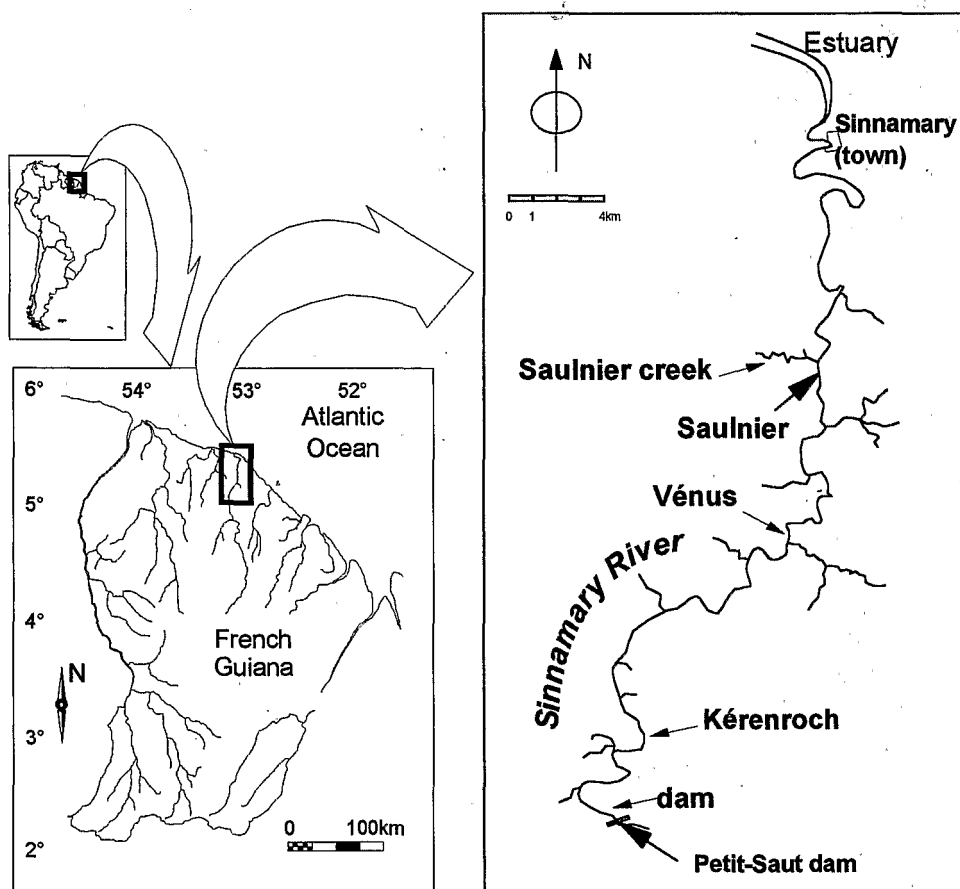 6°
54°
53°
52°
Atlantic
Ocean
5°
4°
French
Guiana
N
3°
0 100km
2°
Estuary
N
Sinnamary
(town)
0 1 4km
Saulnier creek
Saulnier
Vénus
Sinnamary River
Kérenroch
dam
Petit-Saut dam